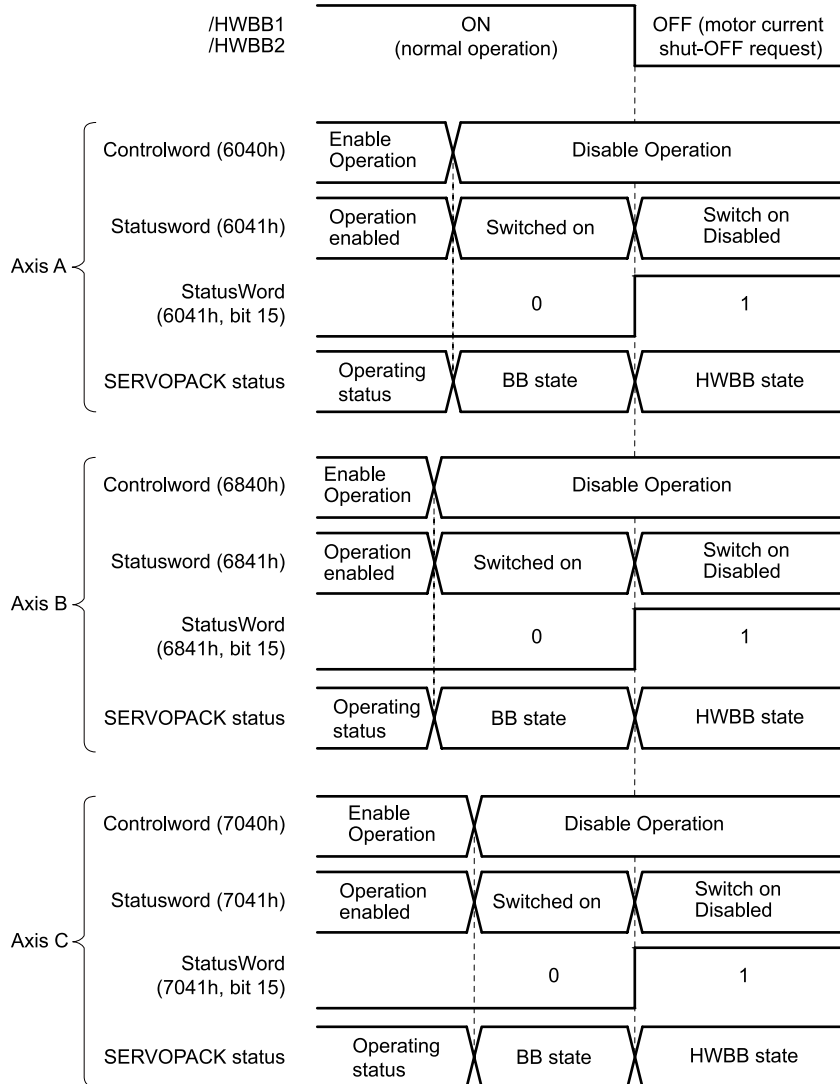 /HWBB1
/HWBB2
ON
(normal operation)
OFF (motor current
shut-OFF request)
Axis A
Controlword (6040h)
Enable
Operation
Disable Operation
Statusword (6041h)
Operation
enabled
Switched on
Switch on
Disabled
StatusWord
(6041h, bit 15)
0
1
SERVOPACK status
Operating
status
BB state
HWBB state
Axis B
Controlword (6840h)
Enable
Operation
Disable Operation
Statusword (6841h)
Operation
enabled
Switched on
Switch on
Disabled
StatusWord
(6841h, bit 15)
0
1
SERVOPACK status
Operating
status
BB state
HWBB state
Axis C
Controlword (7040h)
Enable
Operation
Disable Operation
Statusword (7041h)
Operation
enabled
Switched on
Switch on
Disabled
StatusWord
(7041h, bit 15)
0
1
SERVOPACK status
Operating
status
BB state
HWBB state